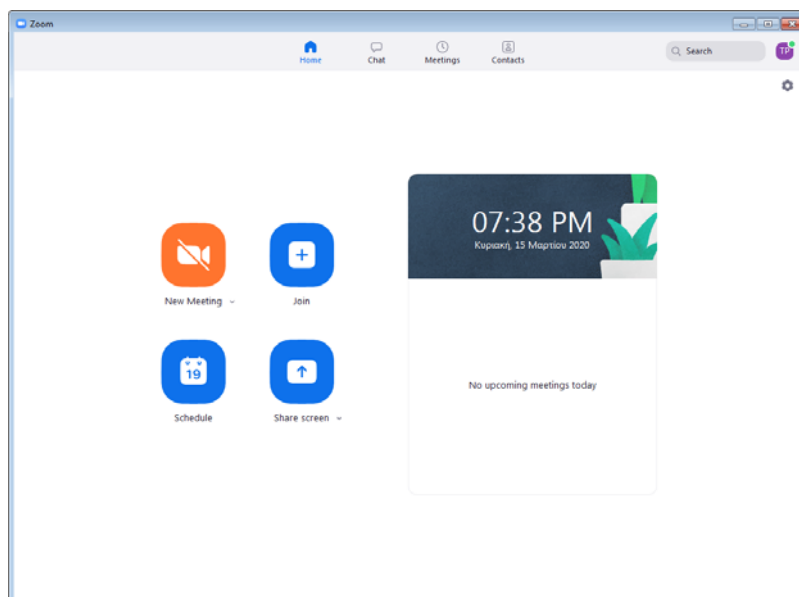 Zoom
Home
Chat
Meetings
Contacts
Search
TP
07:38 PM
Κυριακή, 15 Μαρτίου 2020
New Meeting
Join
19
Schedule
Share screen
No upcoming meetings today